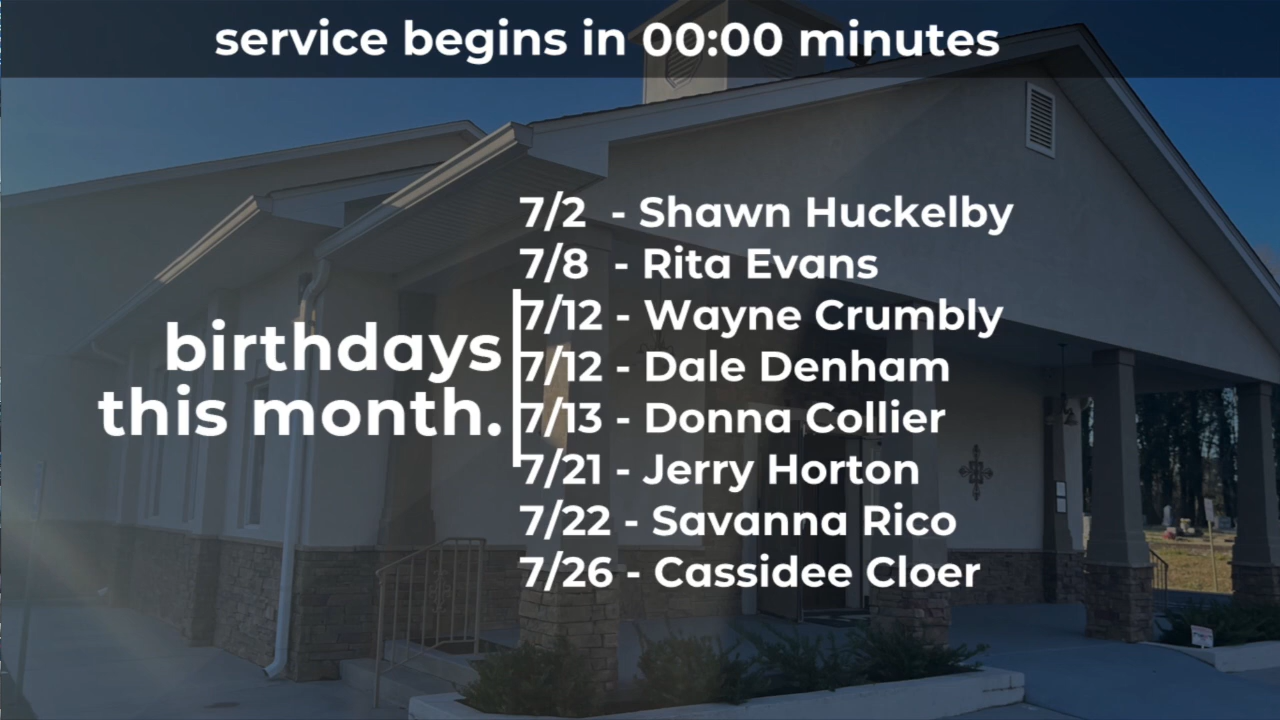 service begins in 00:00 minutes
birthdays
this month.
7/2 - Shawn Huckelby
7/8 - Rita Evans
7/12 - Wayne Crumbly
7/12 - Dale Denham
7/13 - Donna Collier
7/21 - Jerry Horton
7/22 - Savanna Rico
7/26 - Cassidee Cloer